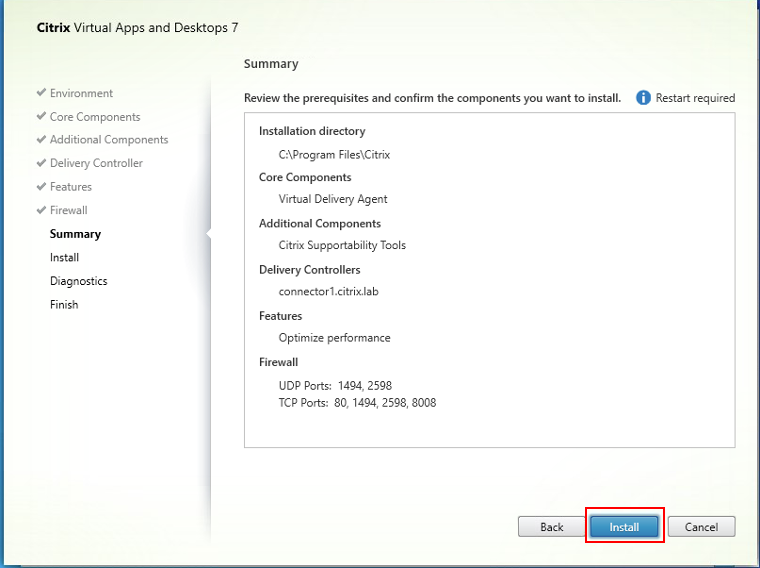 Citrix Virtual Apps and Desktops 7
Environment
Core Components
Additional Components
Delivery Controller
Features
Firewall
Summary
Install
Diagnostics
Finish
Summary
Review the prerequisites and confirm the components you want to install.
Restart required
Installation directory
C:\Program Files\Citrix
Core Components
Virtual Delivery Agent
Additional Components
Citrix Supportability Tools
Delivery Controllers
connector1.citrix.lab
Features
Optimize performance
Firewall
UDP Ports: 1494, 2598
TCP Ports: 80, 1494, 2598, 8008
Back
Install
Cancel